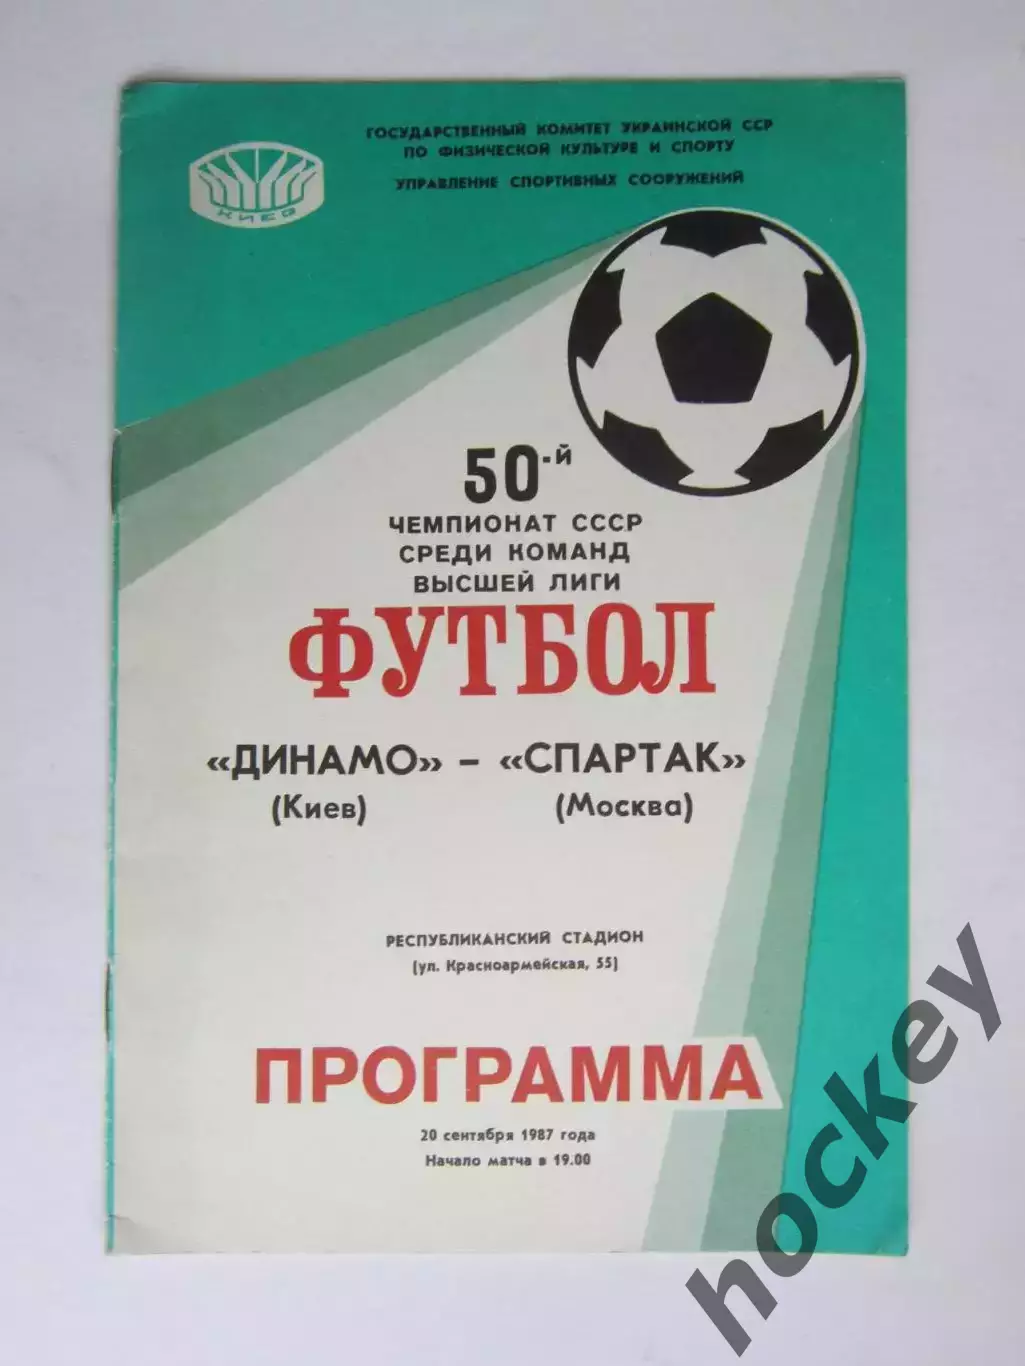 ГОСУДАРСТВЕННЫЙ КОМИТЕТ УКРАИНСКОЙ ССР
ПО ФИЗИЧЕСКОЙ КУЛЬТУРЕ И СПОРТУ
УПРАВЛЕНИЕ СПОРТИВНЫХ СООРУЖЕНИЙ
КИЕВ
50-й
ЧЕМПИОНАТ СССР
СРЕДИ КОМАНД
ВЫСШЕЙ ЛИГИ
ФУТБОЛ
«ДИНАМО» – «СПАРТАК»
(Киев) (Москва)
РЕСПУБЛИКАНСКИЙ СТАДИОН
(ул. Красноармейская, 55)
ПРОГРАММА
20 сентября 1987 года
Начало матча в 19.00
hockey